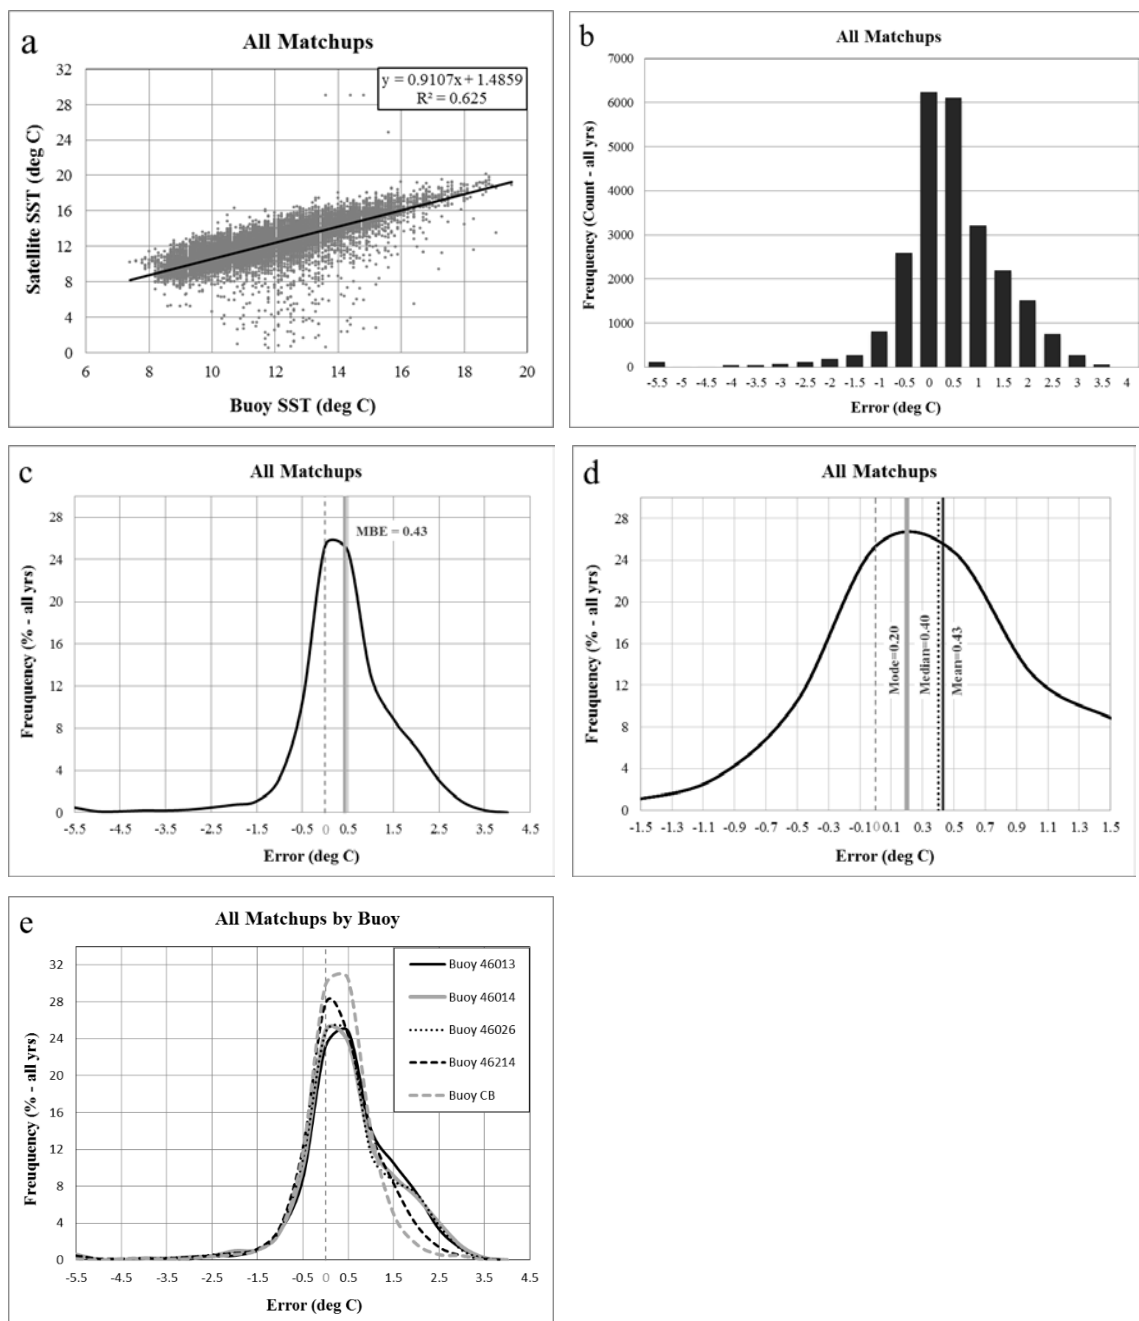 a
All Matchups
y = 0.9107x + 1.4859
R² = 0.625
Satellite SST (deg C)
32
28
24
20
16
12
8
4
0
6 8 10 12 14 16 18 20
Buoy SST (deg C)
b
All Matchups
Freuquency (Count - all yrs)
7000
6000
5000
4000
3000
2000
1000
0
-5.5 -5 -4.5 -4 -3.5 -3 -2.5 -2 -1.5 -1 -0.5 0 0.5 1 1.5 2 2.5 3 3.5 4
Error (deg C)
c
All Matchups
MBE = 0.43
Freuquency (% - all yrs)
28
24
20
16
12
8
4
0
-5.5 -4.5 -3.5 -2.5 -1.5 -0.5 0 0.5 1.5 2.5 3.5 4.5
Error (deg C)
d
All Matchups
Freuquency (% - all yrs)
28
24
20
16
12
8
4
0
Mode=0.20
Median=0.40
Mean=0.43
-1.5 -1.3 -1.1 -0.9 -0.7 -0.5 -0.3 -0.1 0 0.1 0.3 0.5 0.7 0.9 1.1 1.3 1.5
Error (deg C)
e
All Matchups by Buoy
Freuquency (% - all yrs)
32
28
24
20
16
12
8
4
0
Buoy 46013
Buoy 46014
Buoy 46026
Buoy 46214
Buoy CB
-5.5 -4.5 -3.5 -2.5 -1.5 -0.5 0 0.5 1.5 2.5 3.5 4.5
Error (deg C)